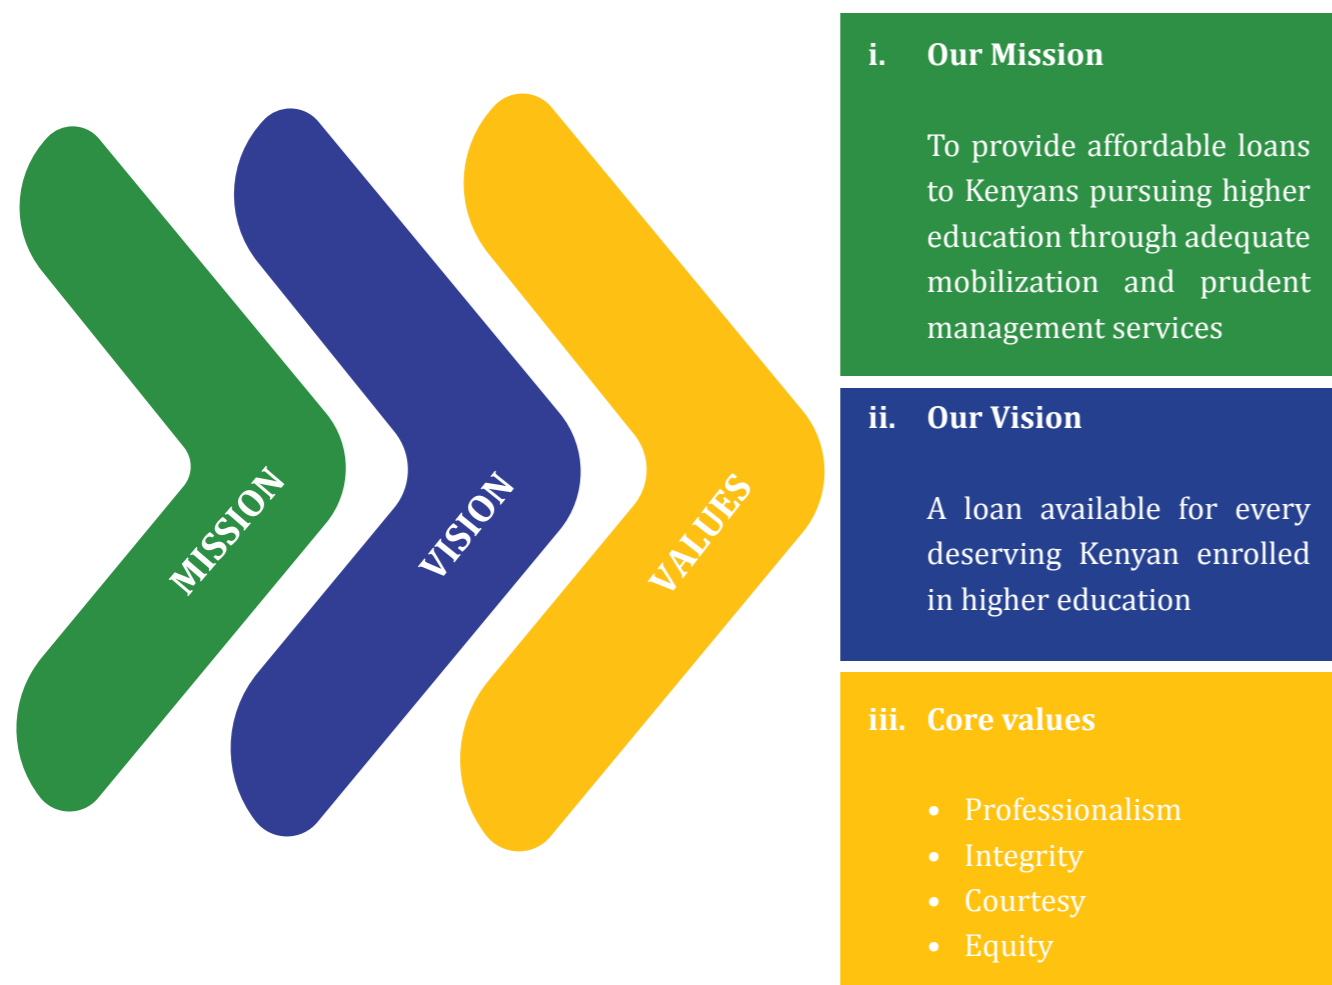 MISSION
VISION
VALUES
i. Our Mission
To provide affordable loans
to Kenyans pursuing higher
education through adequate
mobilization and prudent
management services
ii. Our Vision
A loan available for every
deserving Kenyan enrolled
in higher education
iii. Core values
• Professionalism
• Integrity
• Courtesy
• Equity